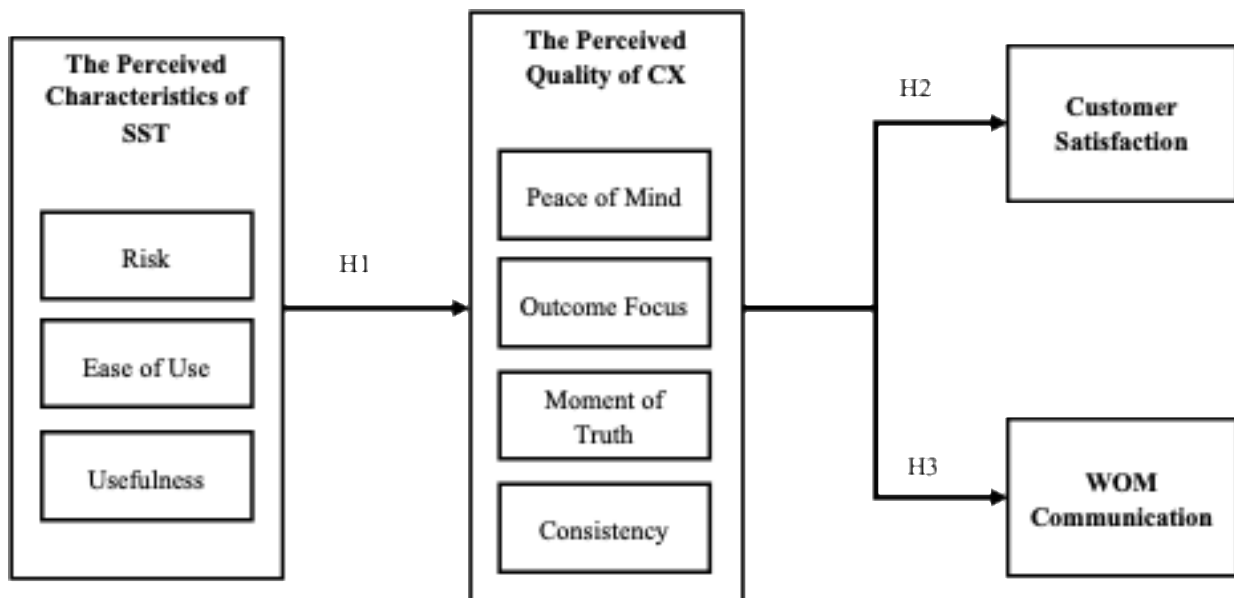 The Perceived
Characteristics of
SST
Risk
Ease of Use
Usefulness
H1
The Perceived
Quality of CX
Peace of Mind
Outcome Focus
Moment of
Truth
Consistency
H2
Customer
Satisfaction
H3
WOM
Communication